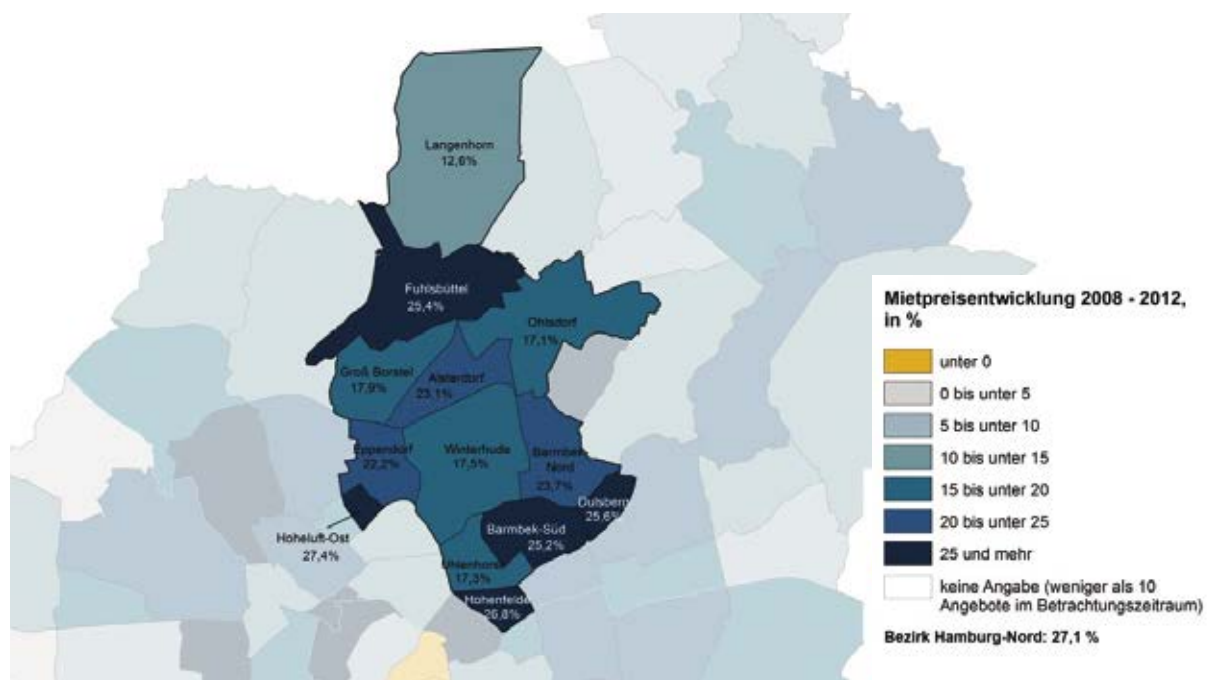 Langenhorn
12,6%
Fuhlsbüttel
25,4%
Ohlsdorf
17,1%
Groß Borstel
17,9%
Alsterdorf
23,1%
Eppendorf
22,2%
Winterhude
17,5%
Barmbek-
Nord
23,7%
Dulsberg
25,6%
Barmbek-Süd
25,2%
Hoheluft-Ost
27,4%
Uhlenhorst
17,3%
Hohenfelde
26,8%
Mietpreisentwicklung 2008 - 2012,
in %
unter 0
0 bis unter 5
5 bis unter 10
10 bis unter 15
15 bis unter 20
20 bis unter 25
25 und mehr
keine Angabe (weniger als 10
Angebote im Betrachtungszeitraum)
Bezirk Hamburg-Nord: 27,1 %